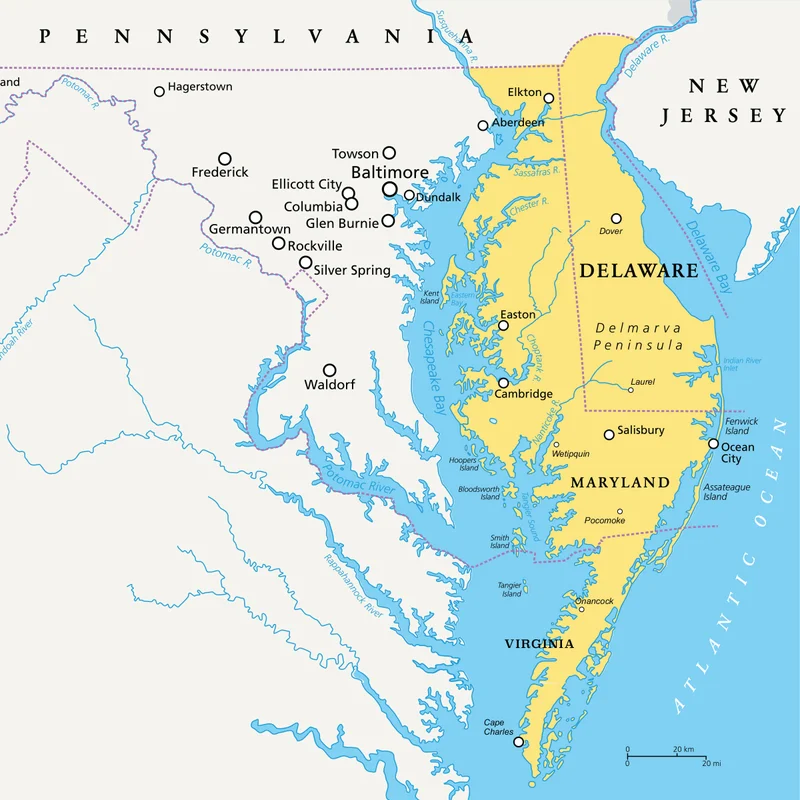 PENNSYLVANIA
Susquehanna R.
Delaware R.
NEW
JERSEY
and
Potomac R.
Hagerstown
Elkton
Aberdeen
Towson
Baltimore
Frederick
Ellicott City
Dundalk
Columbia
Glen Burnie
Germantown
Rockville
Silver Spring
Potomac R.
Sassafras R.
Chester R.
Dover
Delaware Bay
DELAWARE
Kent
Island
Eastern
Bay
Easton
Chesapeake Bay
Delmarva
Peninsula
Choptank R.
ndoah River
Waldorf
Cambridge
Laurel
Indian River
Inlet
Nanticoke R.
Salisbury
Fenwick
Island
Ocean
City
Wetipquin
Hoopers
Island
Potomac River
Bloodsworth
Island
MARYLAND
Assateague
Island
Tangier Sound
Pocomoke
Smith
Island
Tangier
Island
Rappahannock River
Onancock
VIRGINIA
ATLANTIC OCEAN
Cape
Charles
0 20 km
0 20 mi